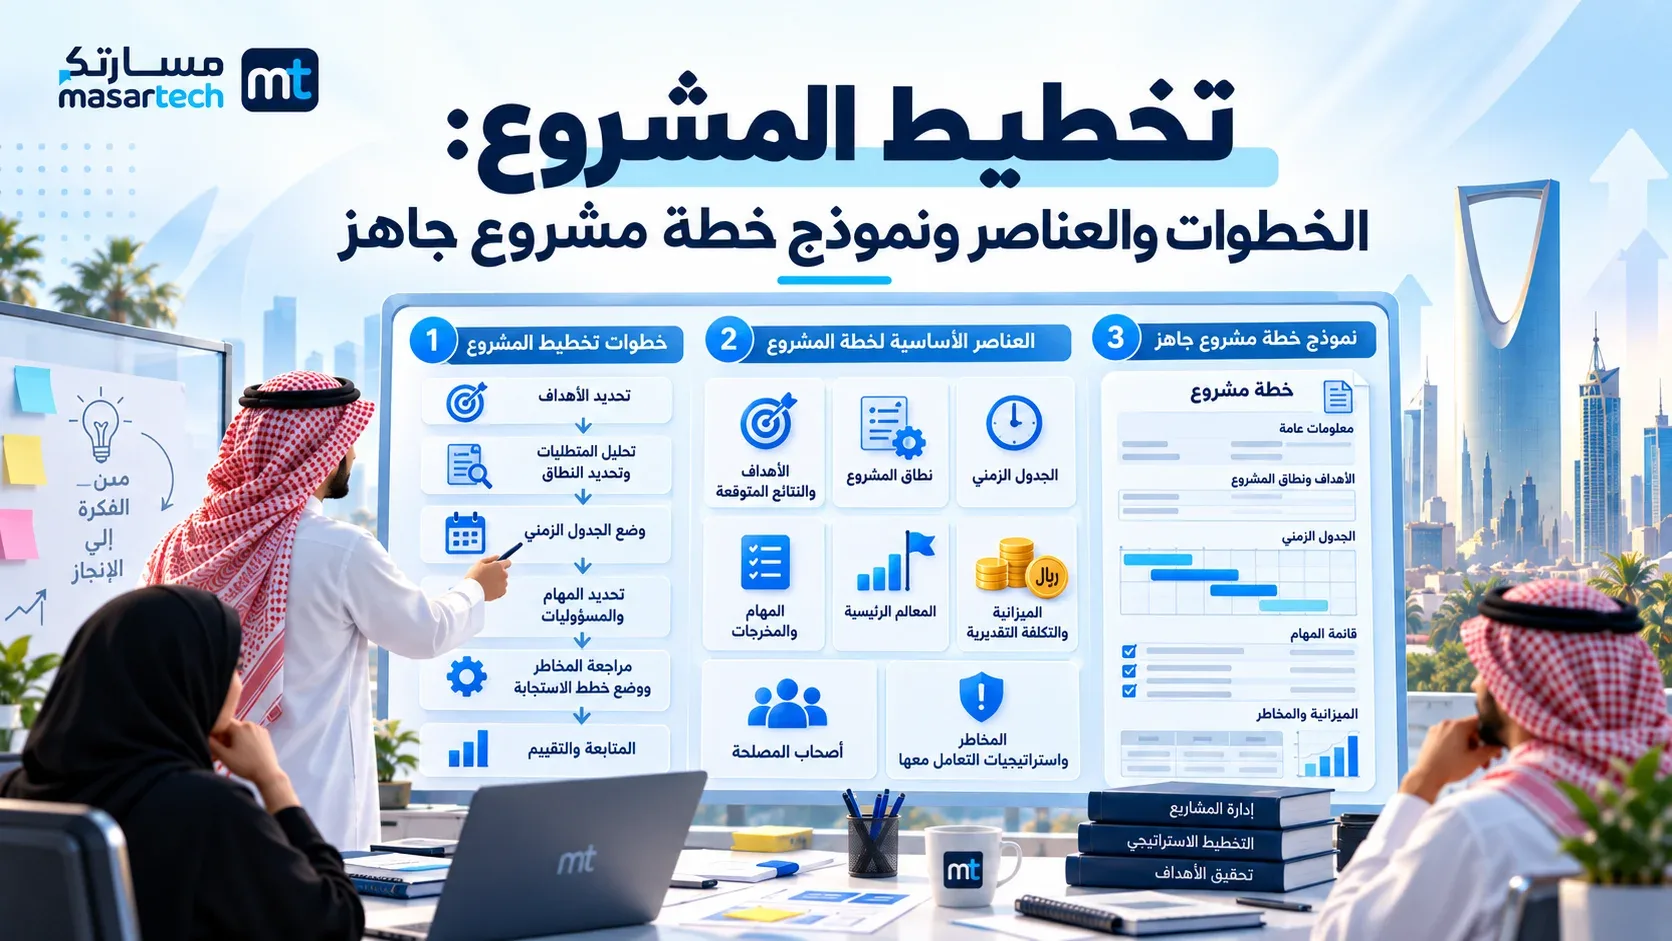 مسارتك
masartech
mt
تخطيط المشروع:
الخطوات والعناصر ونموذج خطة مشروع جاهز
1
خطوات تخطيط المشروع
تحديد الأهداف
تحليل المتطلبات
وتحديد النطاق
وضع الجدول الزمني
تحديد المهام
والمسؤوليات
مراجعة المخاطر
ووضع خطط الاستجابة
المتابعة والتقييم
2
العناصر الأساسية لخطة المشروع
الأهداف
والنتائج المتوقعة
نطاق المشروع
الجدول الزمني
المهام
والمخرجات
المعالم الرئيسية
ريال
الميزانية
والتكلفة التقديرية
أصحاب المصلحة
المخاطر
واستراتيجيات التعامل معها
3
نموذج خطة مشروع جاهز
خطة مشروع
معلومات عامة
الأهداف ونطاق المشروع
الجدول الزمني
قائمة المهام
الميزانية والمخاطر
من
الفكرة
إلي
الإنجاز
mt
mt
إدارة المشاريع
التخطيط الاستراتيجي
تحقيق الأهداف